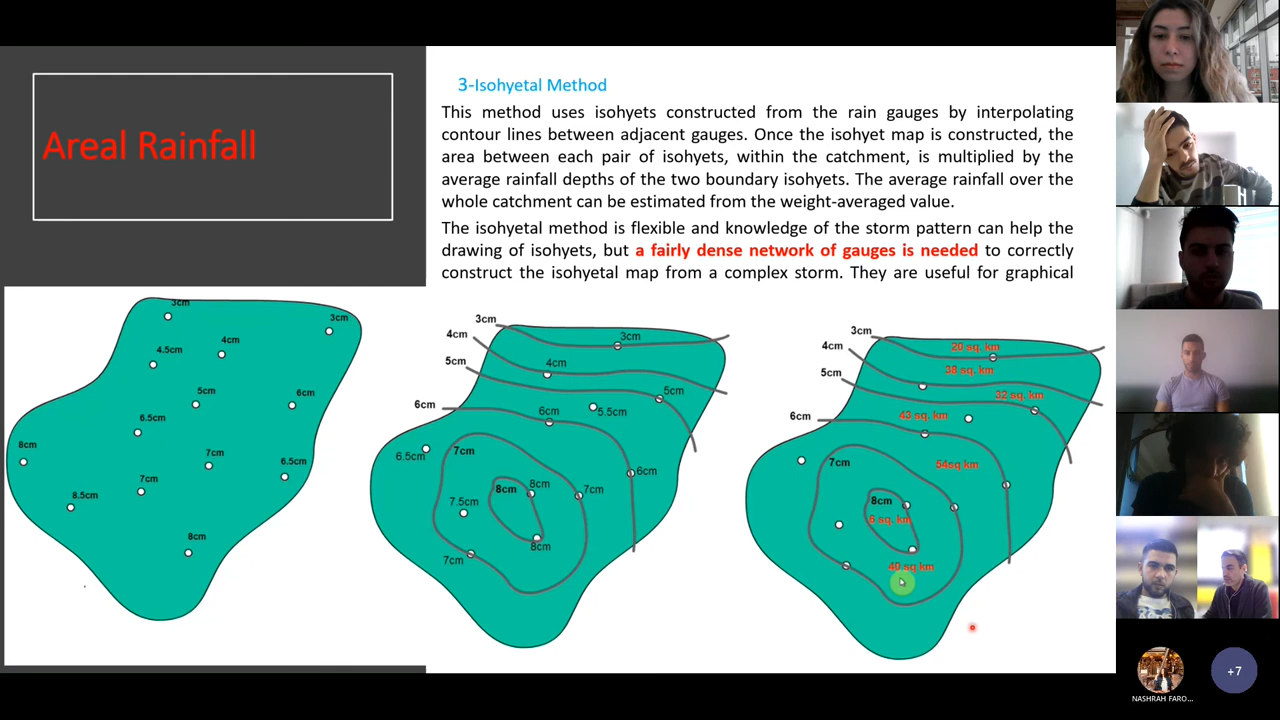 Areal Rainfall
3-Isohyetal Method
This method uses isohyets constructed from the rain gauges by interpolating
contour lines between adjacent gauges. Once the isohyet map is constructed, the
area between each pair of isohyets, within the catchment, is multiplied by the
average rainfall depths of the two boundary isohyets. The average rainfall over the
whole catchment can be estimated from the weight-averaged value.
The isohyetal method is flexible and knowledge of the storm pattern can help the
drawing of isohyets, but a fairly dense network of gauges is needed to correctly
construct the isohyetal map from a complex storm. They are useful for graphical
3cm
3cm
4cm
4.5cm
5cm
6cm
6.5cm
8cm
7cm
6.5cm
7cm
8.5cm
8cm
3cm
3cm
4cm
4cm
5cm
5cm
6cm
6cm
5.5cm
6.5cm
7cm
6cm
8cm
8cm
7cm
7.5cm
8cm
7cm
3cm
20 sq. km
4cm
38 sq. km
5cm
32 sq. km
6cm
43 sq. km
7cm
54sq km
8cm
6 sq. km
40 sq km
NASHRAH FARO...
+7